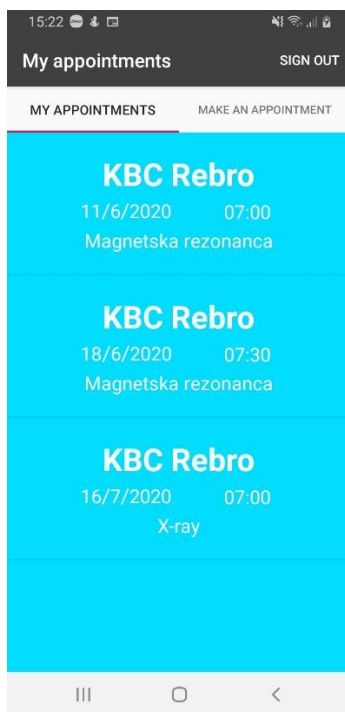 15:22
My appointments SIGN OUT
MY APPOINTMENTS MAKE AN APPOINTMENT
KBC Rebro
11/6/2020 07:00
Magnetska rezonanca
KBC Rebro
18/6/2020 07:30
Magnetska rezonanca
KBC Rebro
16/7/2020 07:00
X-ray